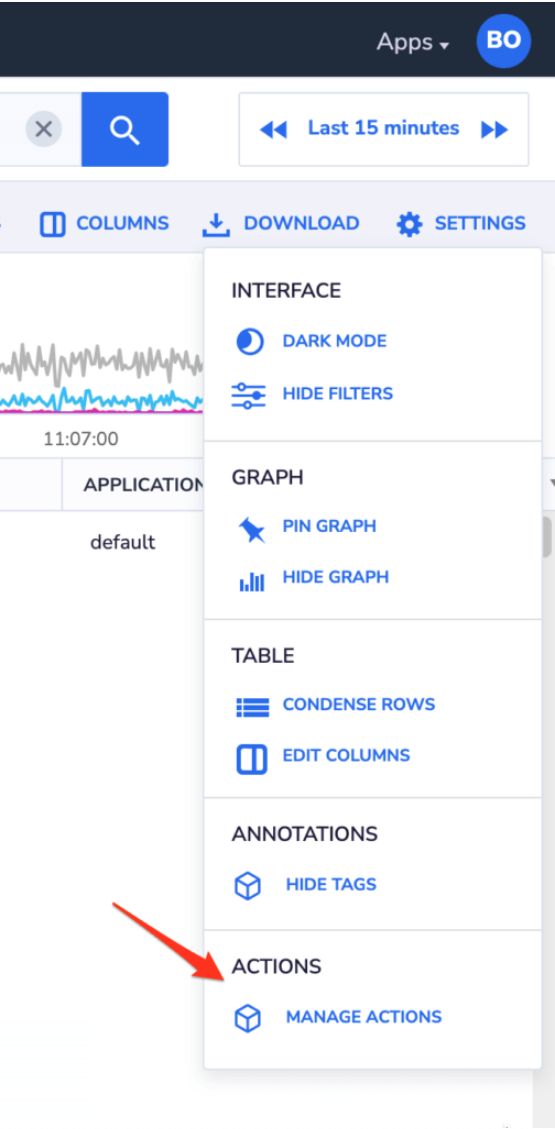 Apps
BO
Last 15 minutes
COLUMNS
DOWNLOAD
SETTINGS
INTERFACE
DARK MODE
HIDE FILTERS
11:07:00
GRAPH
APPLICATION
PIN GRAPH
default
HIDE GRAPH
TABLE
CONDENSE ROWS
EDIT COLUMNS
ANNOTATIONS
HIDE TAGS
ACTIONS
MANAGE ACTIONS